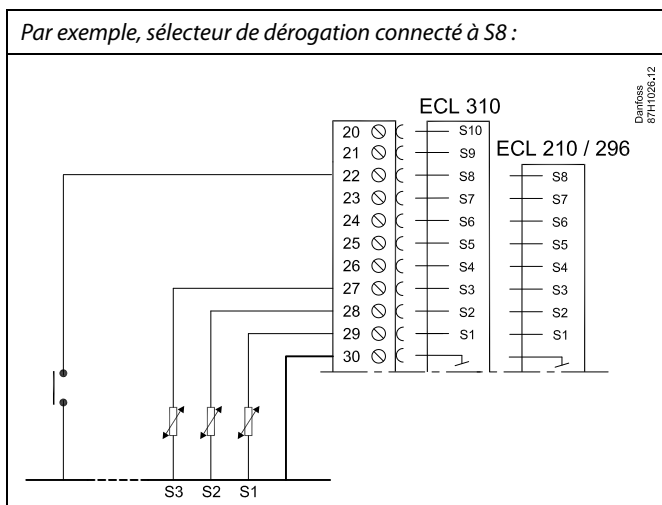 Par exemple, sélecteur de dérogation connecté à S8 :
Danfoss
87H1026.12
ECL 310
ECL 210 / 296
20 S10
21 S9
22 S8 S8
23 S7 S7
24 S6 S6
25 S5 S5
26 S4 S4
27 S3 S3
28 S2 S2
29 S1 S1
30
S3 S2 S1